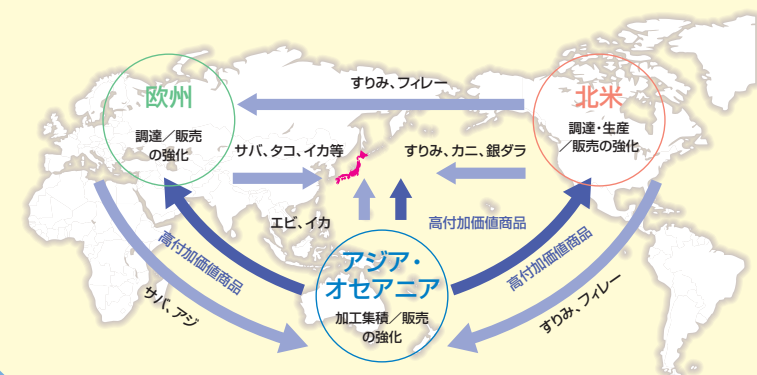 すりみ、フィレー
欧州
調達／販売
の強化
北米
調達・生産
／販売の強化
サバ、タコ、イカ等
すりみ、カニ、銀ダラ
エビ、イカ
高付加価値商品
高付加価値商品
サバ、アジ
アジア・
オセアニア
加工集積／販売
の強化
高付加価値商品
すりみ、フィレー